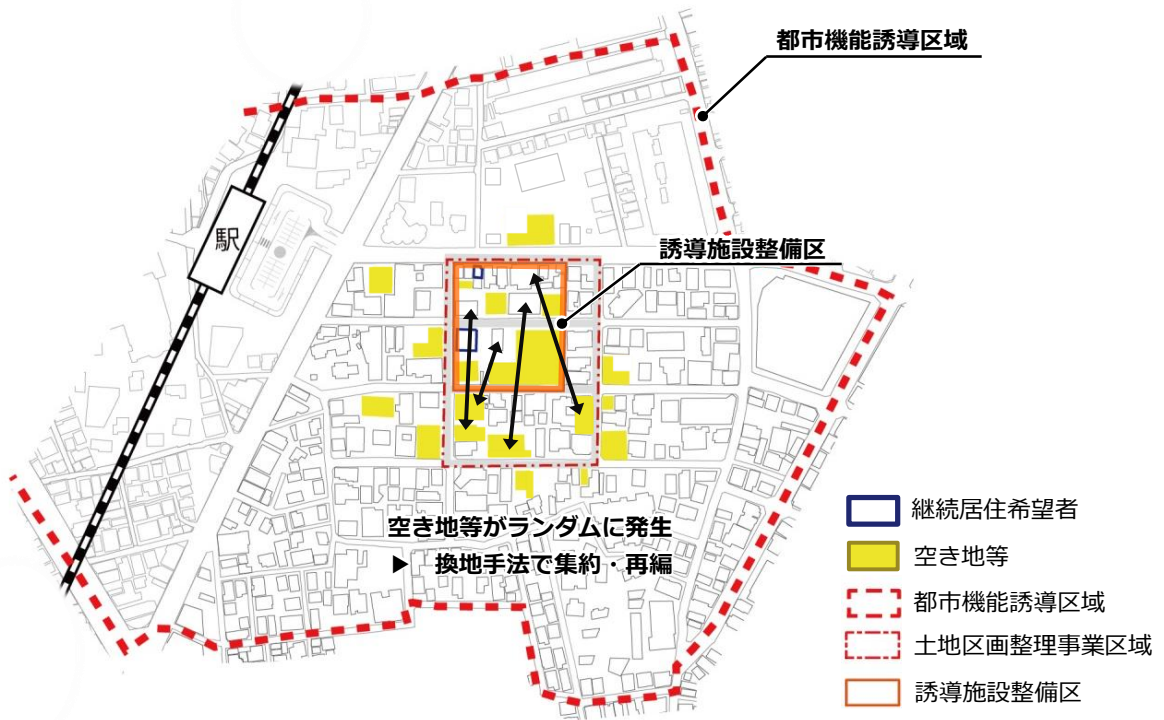 都市機能誘導区域
駅
誘導施設整備区
空き地等がランダムに発生
▶ 換地手法で集約・再編
継続居住希望者
空き地等
都市機能誘導区域
土地区画整理事業区域
誘導施設整備区